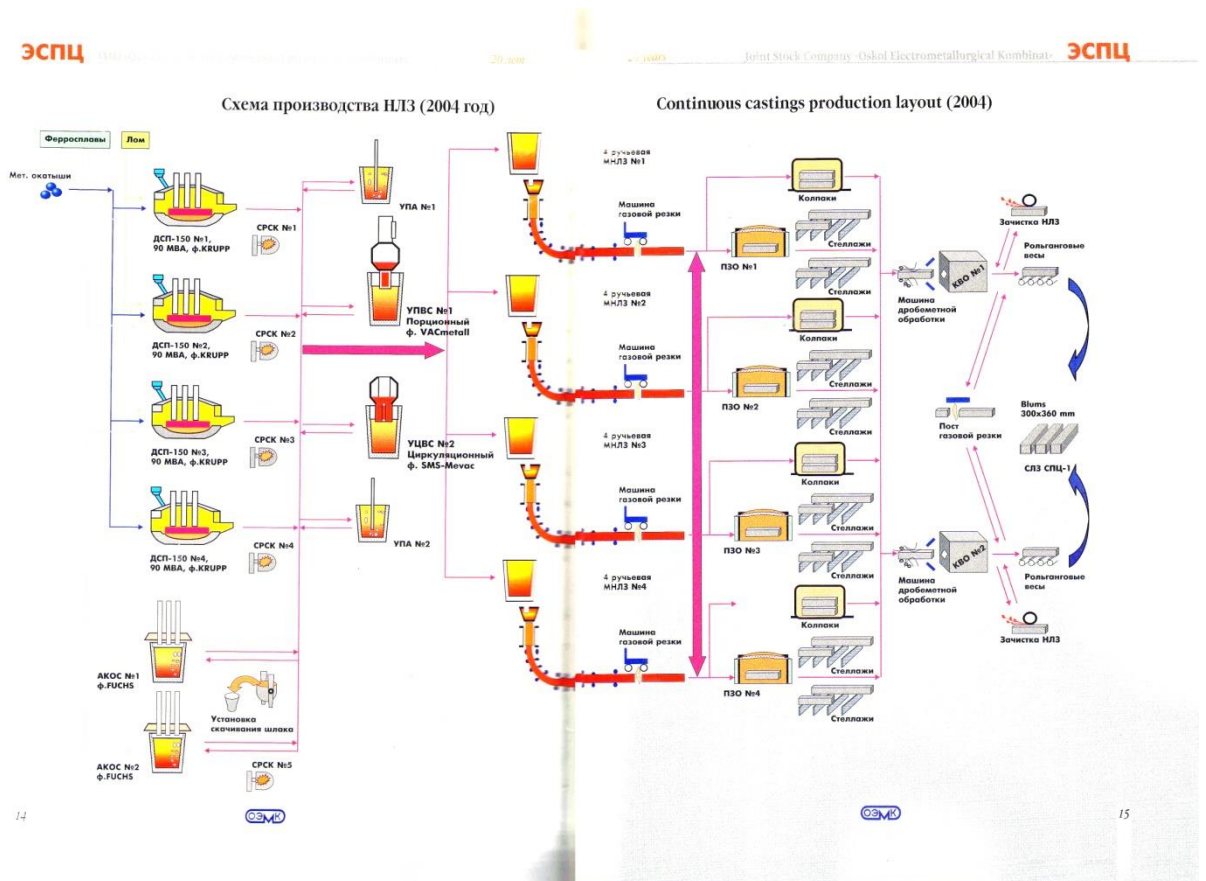 ЭСПЦ
20 лет
Joint Stock Company «Oskol Electrometallurgical Kombinat»
ЭСПЦ
Схема производства НЛЗ (2004 год)
Continuous castings production layout (2004)
Ферросплавы
Лом
Мет. окатыши
ДСП-150 №1,
90 МВА, ф.KRUPP
СРСК №1
ДСП-150 №2,
90 МВА, ф.KRUPP
СРСК №2
ДСП-150 №3,
90 МВА, ф.KRUPP
СРСК №3
ДСП-150 №4,
90 МВА, ф.KRUPP
СРСК №4
АКОС №1
ф.FUCHS
Установка
скачивания шлака
АКОС №2
ф.FUCHS
СРСК №5
УПА №1
УПВС №1
Порционный
ф. VACmetall
УЦВС №2
Циркуляционный
ф. SMS-Mevac
УПА №2
4 ручьевая
МНЛЗ №1
Машина
газовой резки
4 ручьевая
МНЛЗ №2
Машина
газовой резки
4 ручьевая
МНЛЗ №3
Машина
газовой резки
4 ручьевая
МНЛЗ №4
Машина
газовой резки
Колпаки
Стеллажи
ПЗО №1
Стеллажи
Колпаки
Стеллажи
ПЗО №2
Стеллажи
Колпаки
Стеллажи
ПЗО №3
Стеллажи
Колпаки
Стеллажи
ПЗО №4
Стеллажи
Машина
дробеметной
обработки
КВО №1
Зачистка НЛЗ
Рольганговые
весы
Пост
газовой резки
Blums
300x360 mm
СЛЗ СПЦ-1
Машина
дробеметной
обработки
КВО №2
Рольганговые
весы
Зачистка НЛЗ
14
ОЭМК
ОЭМК
15